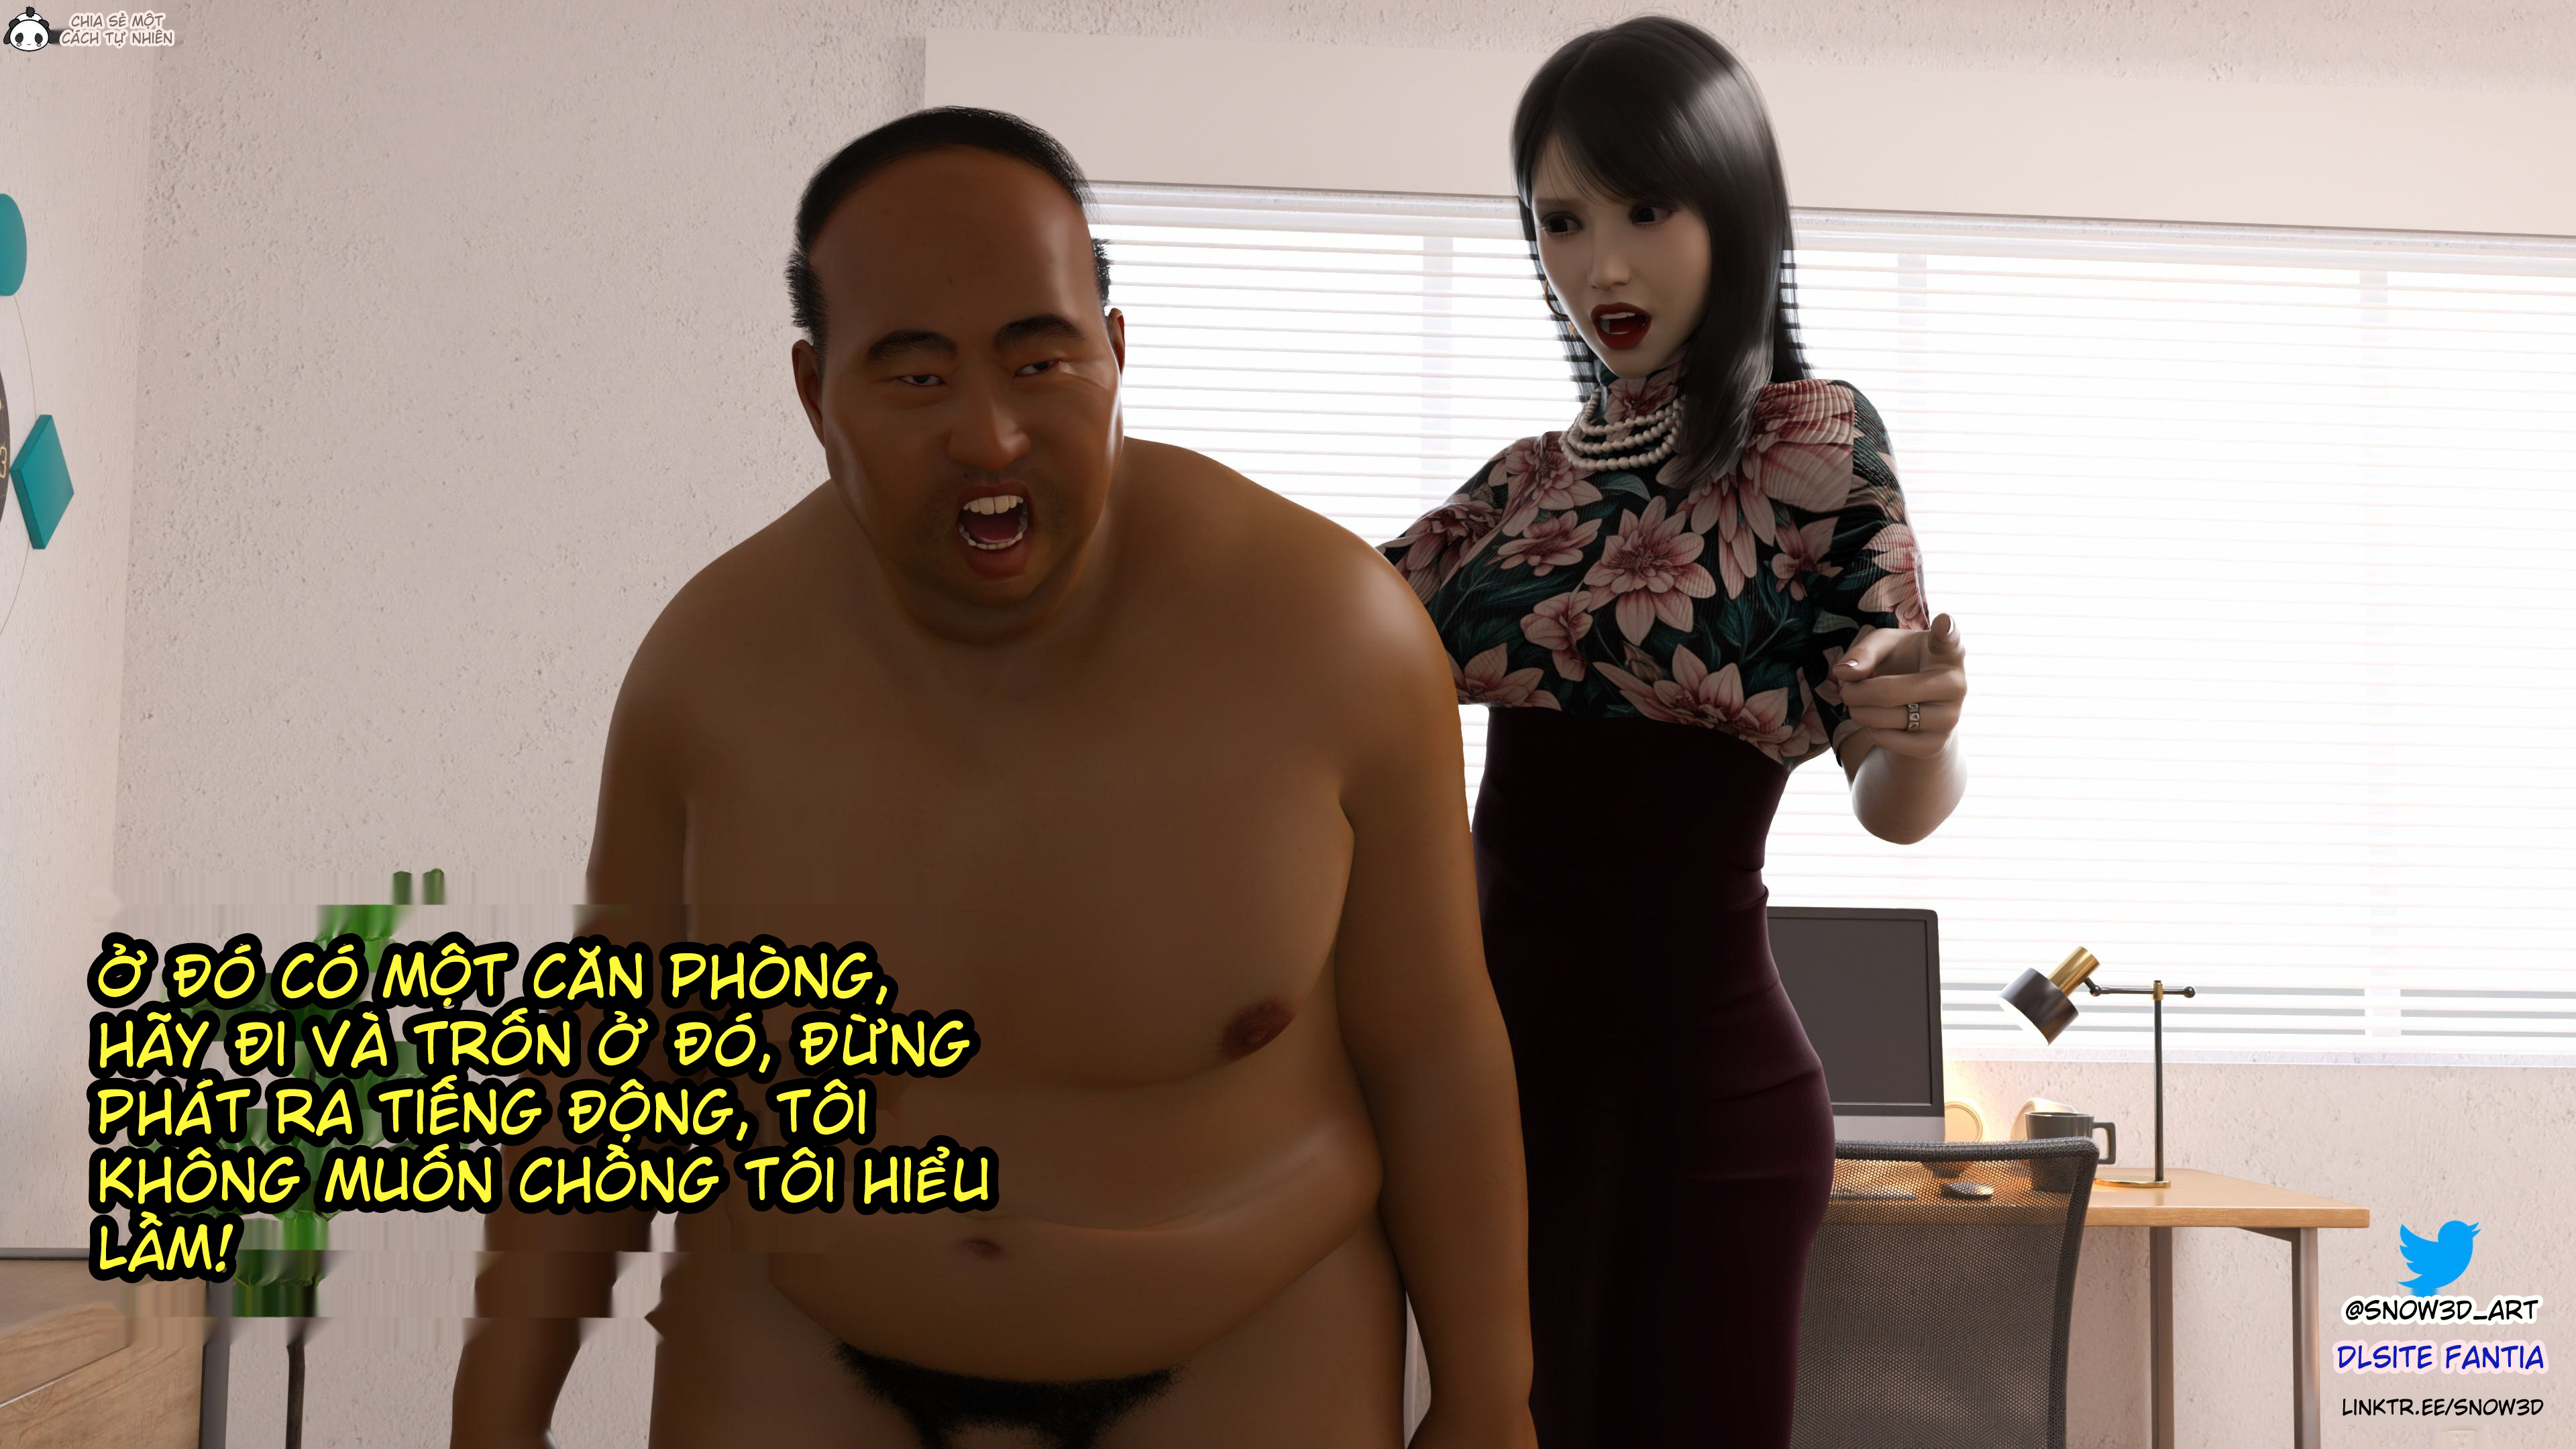 CHIA SẺ MỘT
CÁCH TỰ NHIÊN
3
Ở ĐÓ CÓ MỘT CĂN PHÒNG,
HÃY ĐI VÀ TRỐN Ở ĐÓ, ĐỪNG
PHÁT RA TIẾNG ĐỘNG, TÔI
KHÔNG MUỐN CHỒNG TÔI HIỂU
LẦM!
@SNOW3D_ART
DLSITE FANTIA
LINKTR.EE/SNOW3D